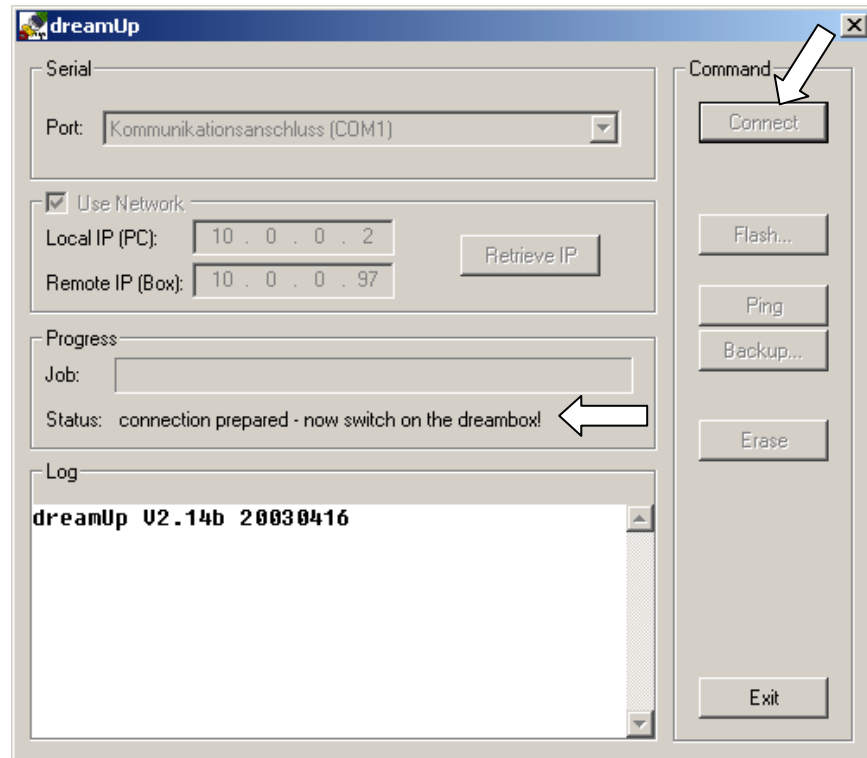 dreamUp
Serial
Port: Kommunikationsanschluss (COM1)
Use Network
Local IP (PC): 10 . 0 . 0 . 2
Remote IP (Box): 10 . 0 . 0 . 97
Retrieve IP
Progress
Job:
Status: connection prepared - now switch on the dreambox!
Log
dreamUp V2.14b 20030416
Command
Connect
Flash...
Ping
Backup...
Erase
Exit